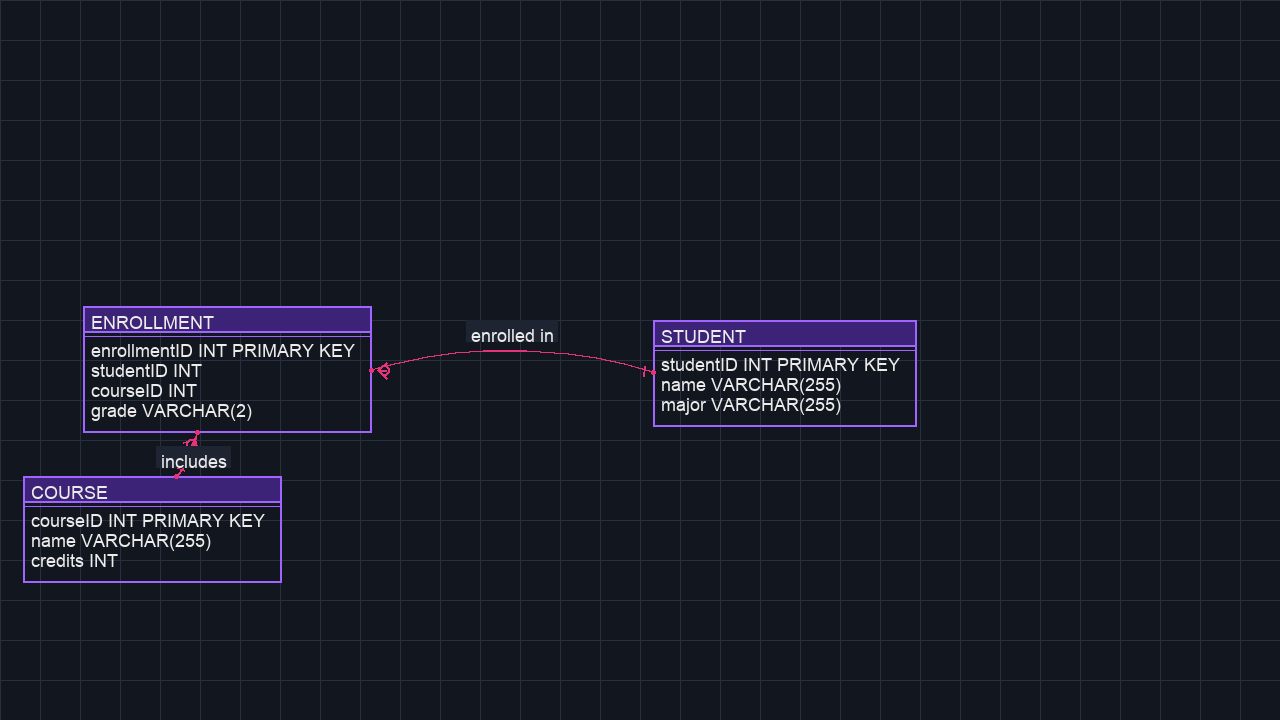 ENROLLMENT
enrollmentID INT PRIMARY KEY
studentID INT
courseID INT
grade VARCHAR(2)
enrolled in
STUDENT
studentID INT PRIMARY KEY
name VARCHAR(255)
major VARCHAR(255)
includes
COURSE
courseID INT PRIMARY KEY
name VARCHAR(255)
credits INT